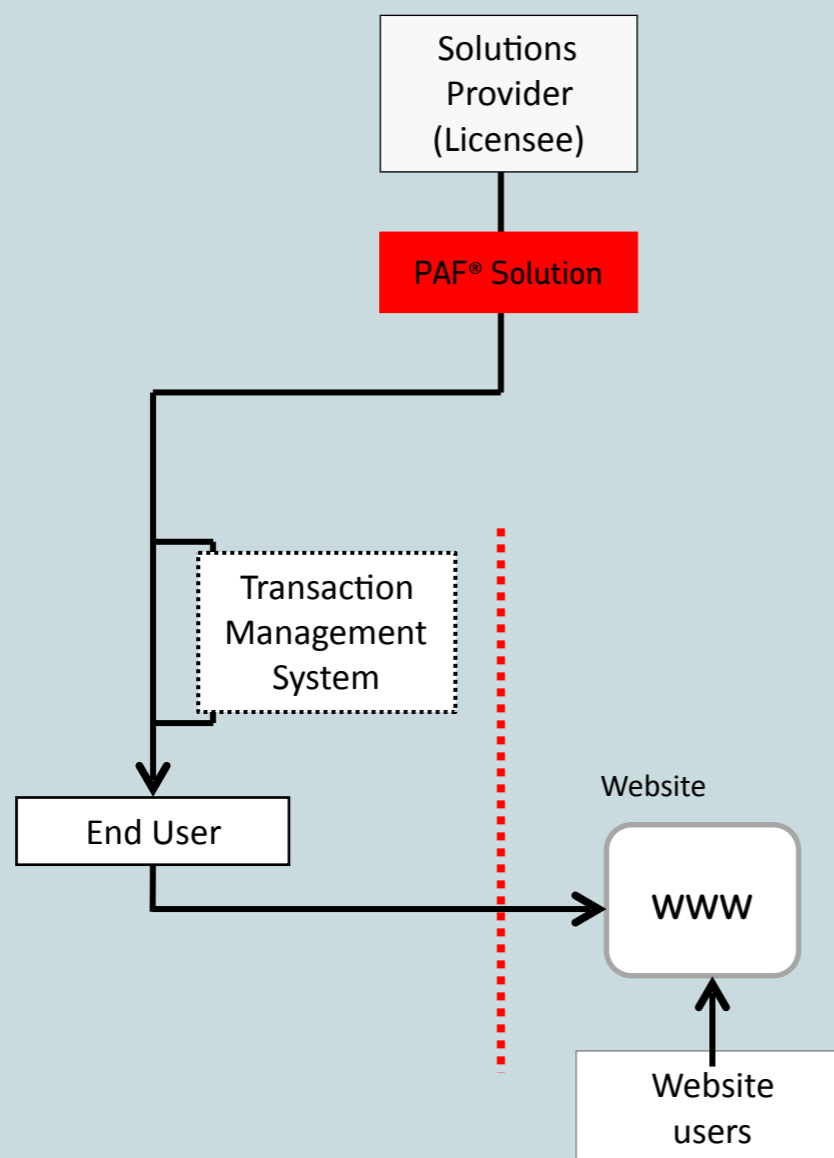 Solutions
Provider
(Licensee)
PAF® Solution
Transaction
Management
System
End User
Website
www
Website
users